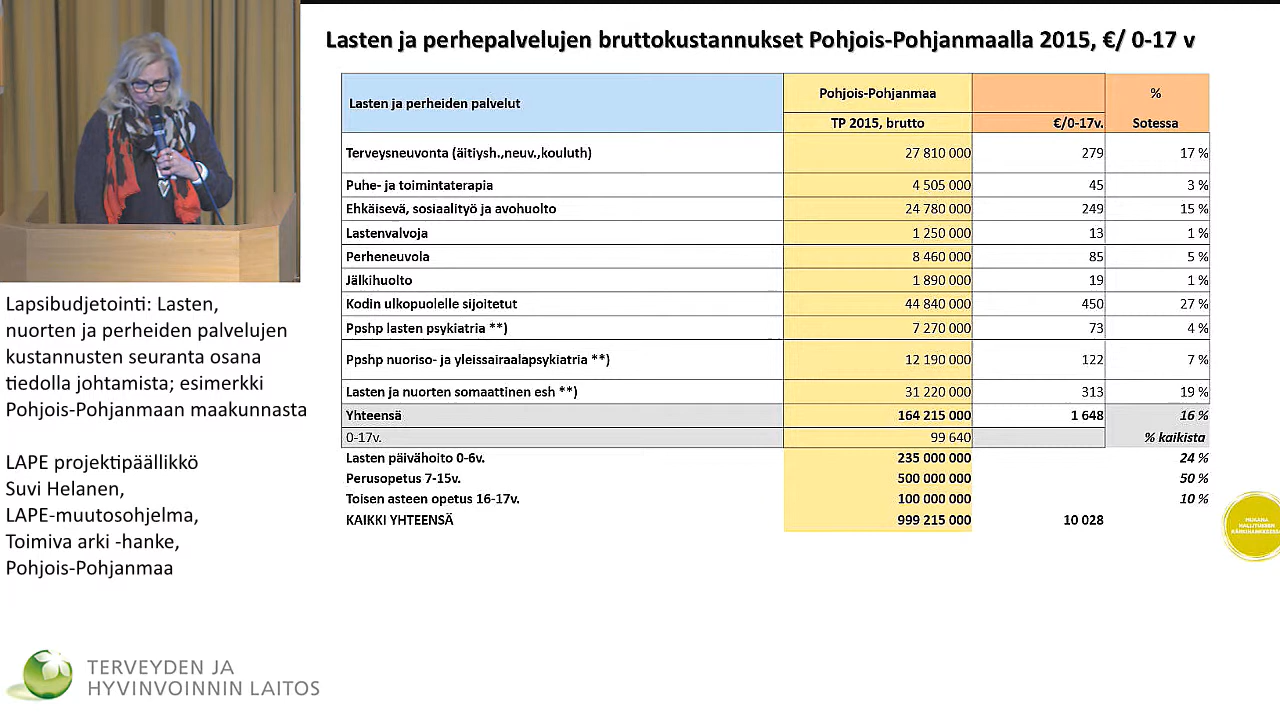 Lasten ja perhepalvelujen bruttokustannukset Pohjois-Pohjanmaalla 2015, €/ 0-17 v
Lasten ja perheiden palvelut Pohjois-Pohjanmaa %
TP 2015, brutto €/0-17v. Sotessa
Terveysneuvonta (äitiysh.,neuv.,kouluth) 27 810 000 279 17 %
Puhe- ja toimintaterapia 4 505 000 45 3 %
Ehkäisevä, sosiaalityö ja avohuolto 24 780 000 249 15 %
Lastenvalvoja 1 250 000 13 1 %
Perheneuvola 8 460 000 85 5 %
Jälkihuolto 1 890 000 19 1 %
Kodin ulkopuolelle sijoitetut 44 840 000 450 27 %
Ppshp lasten psykiatria **) 7 270 000 73 4 %
Ppshp nuoriso- ja yleissairaalapsykiatria **) 12 190 000 122 7 %
Lasten ja nuorten somaattinen esh **) 31 220 000 313 19 %
Yhteensä 164 215 000 1 648 16 %
0-17v. 99 640 % kaikista
Lasten päivähoito 0-6v. 235 000 000 24 %
Perusopetus 7-15v. 500 000 000 50 %
Toisen asteen opetus 16-17v. 100 000 000 10 %
KAIKKI YHTEENSÄ 999 215 000 10 028
MUKANA
HALLITUKSEN
KÄRKIHANKKEESSA
Lapsibudjetointi: Lasten,
nuorten ja perheiden palvelujen
kustannusten seuranta osana
tiedolla johtamista; esimerkki
Pohjois-Pohjanmaan maakunnasta
LAPE projektipäällikkö
Suvi Helanen,
LAPE-muutosohjelma,
Toimiva arki -hanke,
Pohjois-Pohjanmaa
TERVEYDEN JA
HYVINVOINNIN LAITOS